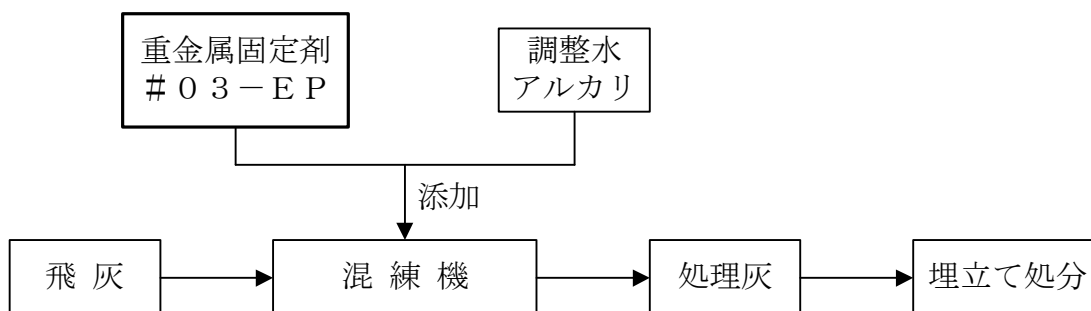 重金属固定剤
＃０３－ＥＰ
調整水
アルカリ
添加
飛 灰
混 練 機
処理灰
埋立て処分